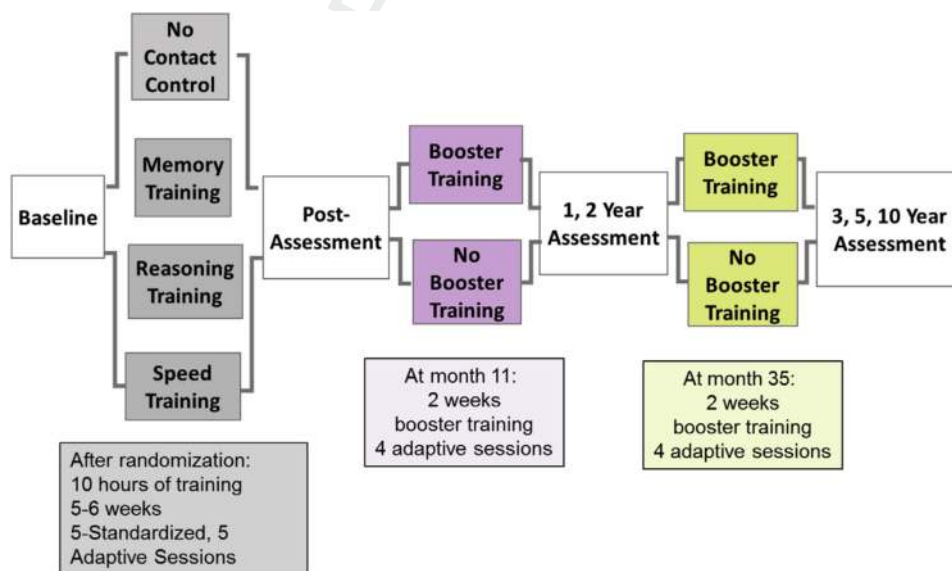 No
Contact
Control
Memory
Training
Baseline
Reasoning
Training
Speed
Training
Post-
Assessment
Booster
Training
No
Booster
Training
1, 2 Year
Assessment
Booster
Training
No
Booster
Training
3, 5, 10 Year
Assessment
After randomization:
10 hours of training
5-6 weeks
5-Standardized, 5
Adaptive Sessions
At month 11:
2 weeks
booster training
4 adaptive sessions
At month 35:
2 weeks
booster training
4 adaptive sessions